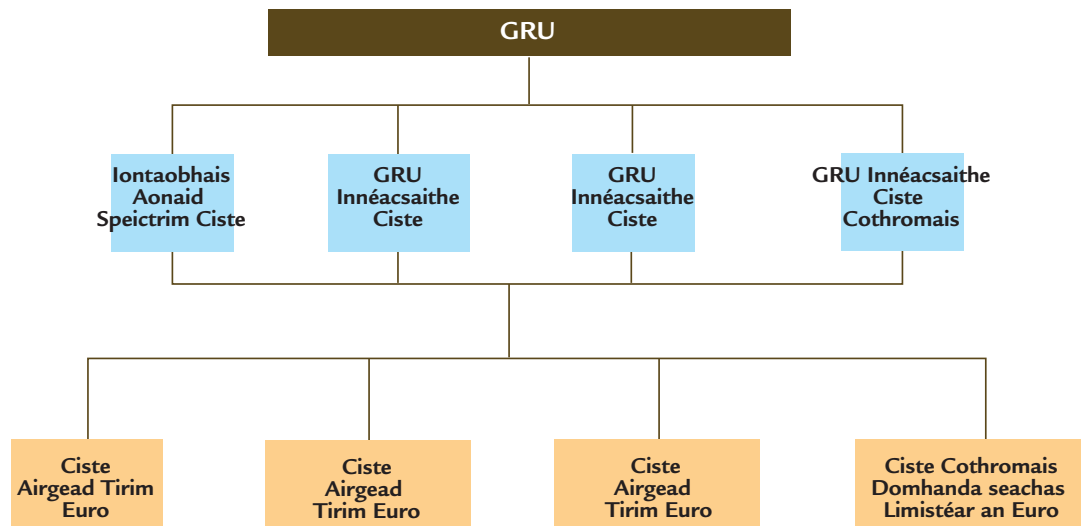 GRU
Iontaobhais
Aonaid
Speictrim Ciste
GRU
Innéacsaithe
Ciste
GRU
Innéacsaithe
Ciste
GRU Innéacsaithe
Ciste
Cothromais
Ciste
Airgead Tirim
Euro
Ciste
Airgead
Tirim Euro
Ciste
Airgead
Tirim Euro
Ciste Cothromais
Domhanda seachas
Limistéar an Euro